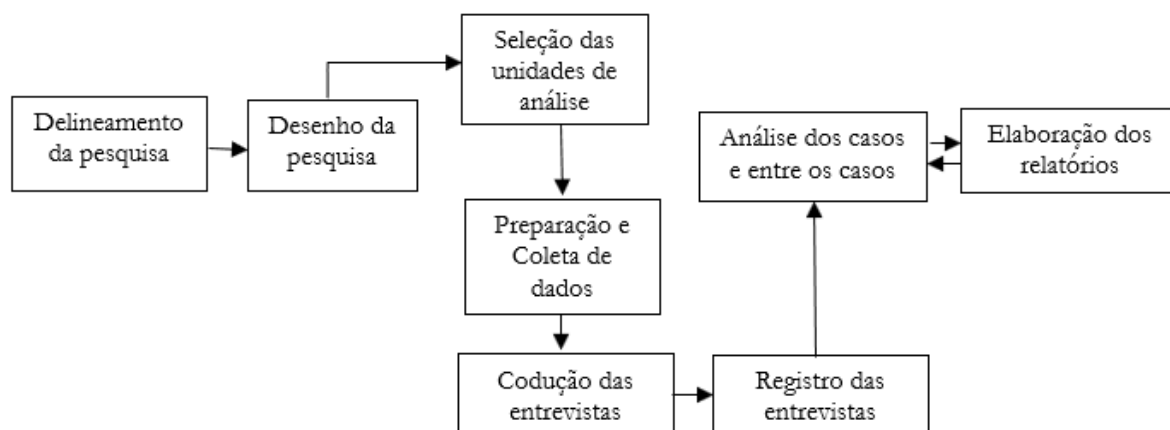 Delineamento
da pesquisa
Desenho da
pesquisa
Seleção das
unidades de
análise
Preparação e
Coleta de
dados
Codução das
entrevistas
Registro das
entrevistas
Análise dos casos
e entre os casos
Elaboração dos
relatórios